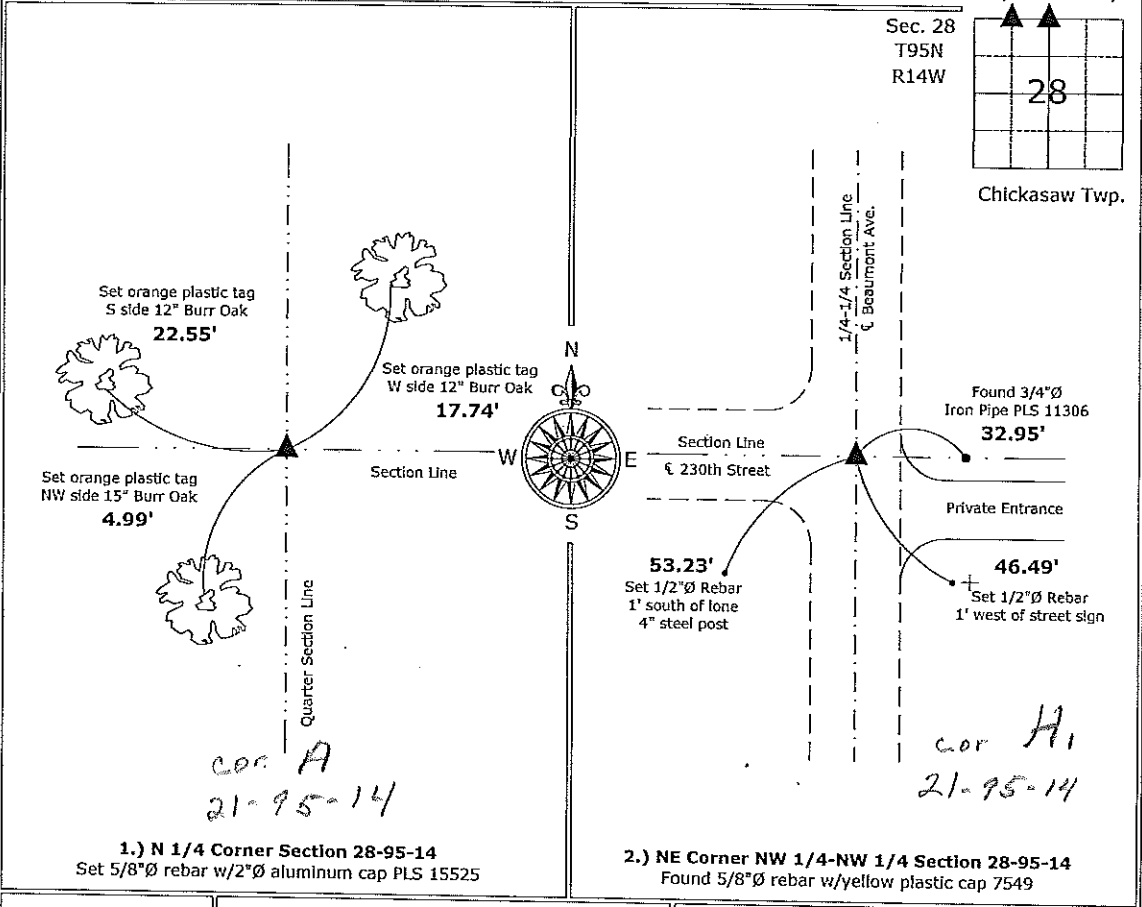 Sec. 28
T95N
R14W
28
Chickasaw Twp.
Set orange plastic tag
S side 12" Burr Oak
22.55'
Set orange plastic tag
W side 12" Burr Oak
17.74'
Set orange plastic tag
NW side 15" Burr Oak
4.99'
Section Line
Quarter Section Line
cor. A
21-95-14
1.) N 1/4 Corner Section 28-95-14
Set 5/8"Ø rebar w/2"Ø aluminum cap PLS 15525
N
W
E
S
1/4-1/4 Section Line
℄ Beaumont Ave.
Section Line
℄ 230th Street
Found 3/4"Ø
Iron Pipe PLS 11306
32.95'
Private Entrance
53.23'
Set 1/2"Ø Rebar
1' south of lone
4" steel post
46.49'
Set 1/2"Ø Rebar
1' west of street sign
cor H1
21-95-14
2.) NE Corner NW 1/4-NW 1/4 Section 28-95-14
Found 5/8"Ø rebar w/yellow plastic cap 7549